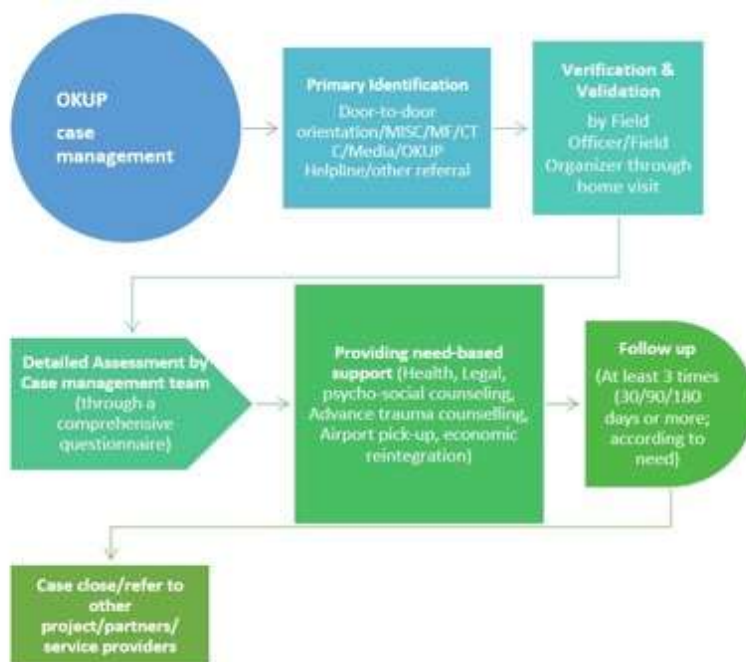 OKUP
case
management
Primary Identification
Door-to-door
orientation/MISC/MF/CT
C/Media/OKUP
Helpline/other referral
Verification &
Validation
by Field
Officer/Field
Organizer through
home visit
Detailed Assessment by
Case management team
(through a
comprehensive
questionnaire)
Providing need-based
support (Health, Legal,
psycho-social counseling,
Advance trauma counselling,
Airport pick-up, economic
reintegration)
Follow up
(At least 3 times
(30/90/180
days or more;
according to
need)
Case close/refer to
other
project/partners/
service providers